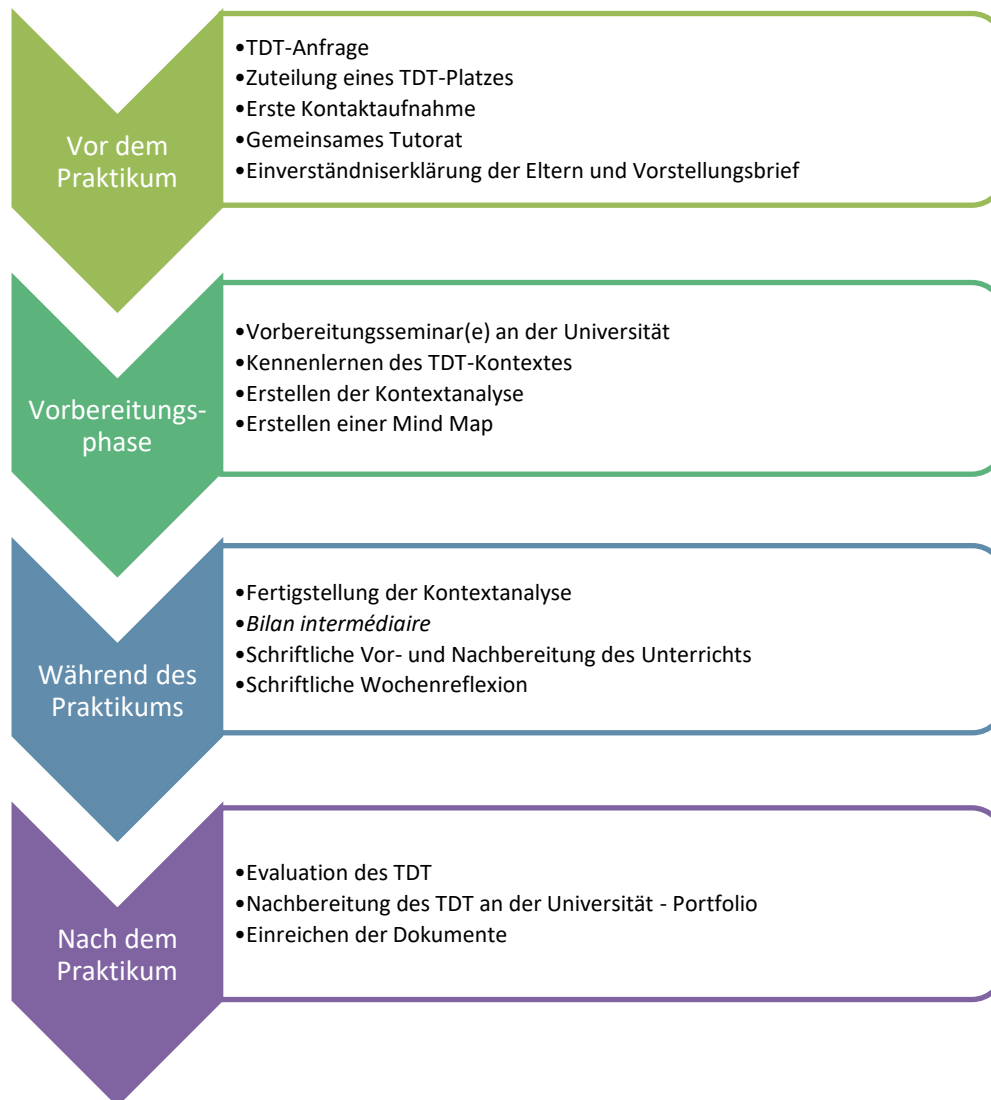 Vor dem
Praktikum
•TDT-Anfrage
•Zuteilung eines TDT-Platzes
•Erste Kontaktaufnahme
•Gemeinsames Tutorat
•Einverständniserklärung der Eltern und Vorstellungsbrief
Vorbereitungs-
phase
•Vorbereitungsseminar(e) an der Universität
•Kennenlernen des TDT-Kontextes
•Erstellen der Kontextanalyse
•Erstellen einer Mind Map
Während des
Praktikums
•Fertigstellung der Kontextanalyse
•Bilan intermédiaire
•Schriftliche Vor- und Nachbereitung des Unterrichts
•Schriftliche Wochenreflexion
Nach dem
Praktikum
•Evaluation des TDT
•Nachbereitung des TDT an der Universität - Portfolio
•Einreichen der Dokumente